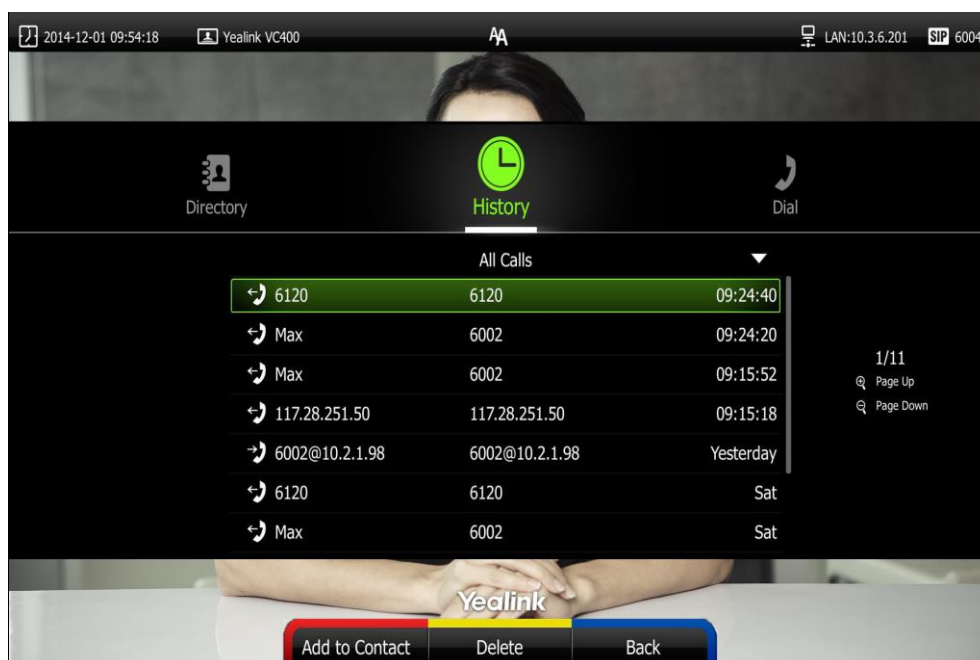 2014-12-01 09:54:18 Yealink VC400 AA LAN:10.3.6.201 SIP 6004
Directory History Dial
All Calls
6120 6120 09:24:40
Max 6002 09:24:20
Max 6002 09:15:52
117.28.251.50 117.28.251.50 09:15:18
6002@10.2.1.98 6002@10.2.1.98 Yesterday
6120 6120 Sat
Max 6002 Sat
1/11
Page Up
Page Down
Yealink
Add to Contact Delete Back